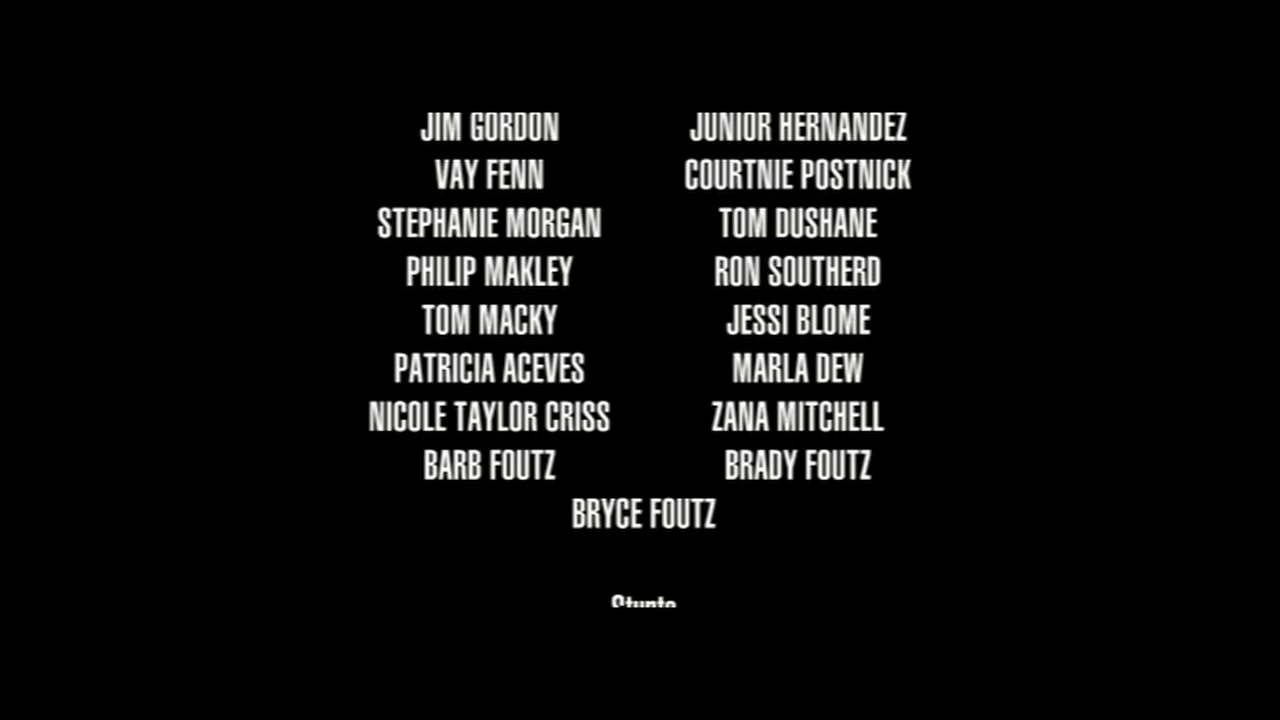 JIM GORDON JUNIOR HERNANDEZ
VAY FENN COURTNIE POSTNICK
STEPHANIE MORGAN TOM DUSHANE
PHILIP MAKLEY RON SOUTHERD
TOM MACKY JESSI BLOME
PATRICIA ACEVES MARLA DEW
NICOLE TAYLOR CRISS ZANA MITCHELL
BARB FOUTZ BRADY FOUTZ
BRYCE FOUTZ
Stunts